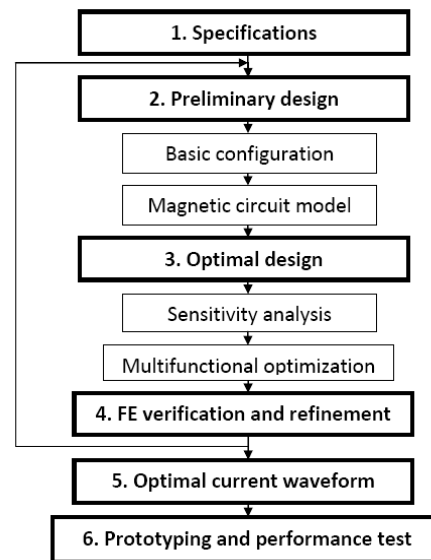 1. Specifications
2. Preliminary design
Basic configuration
Magnetic circuit model
3. Optimal design
Sensitivity analysis
Multifunctional optimization
4. FE verification and refinement
5. Optimal current waveform
6. Prototyping and performance test